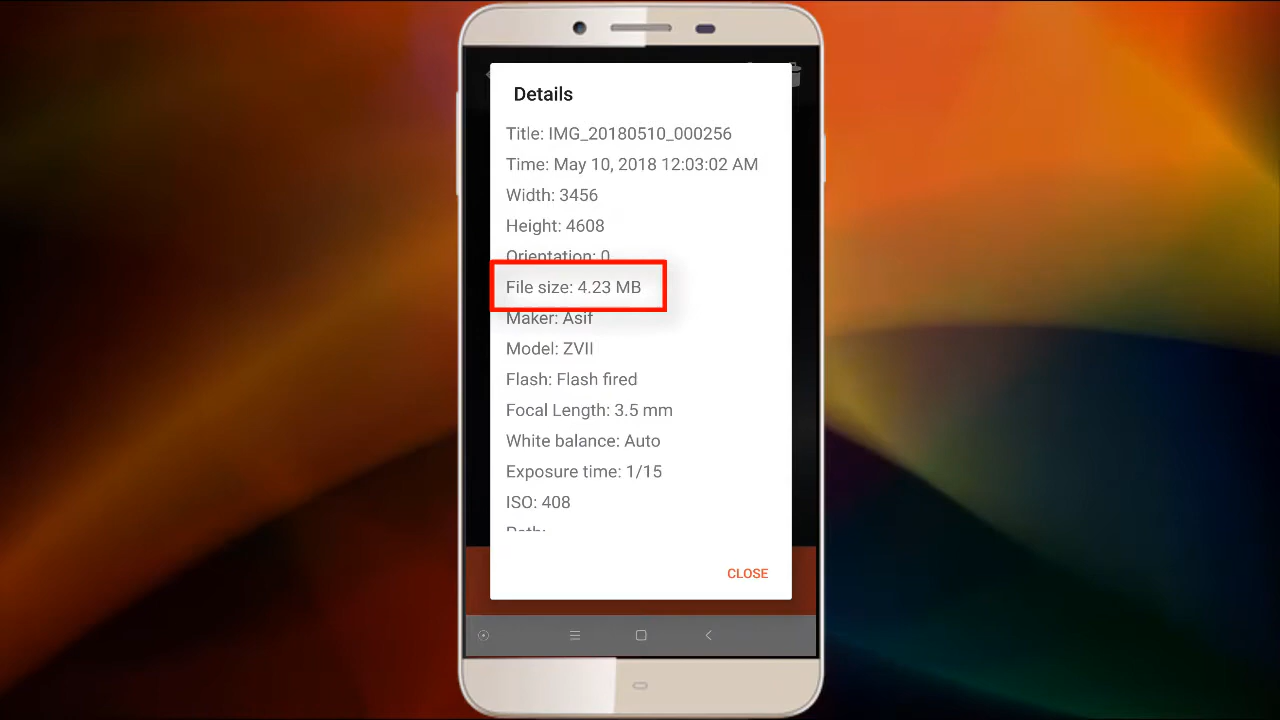 Details
Title: IMG_20180510_000256
Time: May 10, 2018 12:03:02 AM
Width: 3456
Height: 4608
Orientation: 0
File size: 4.23 MB
Maker: Asif
Model: ZVII
Flash: Flash fired
Focal Length: 3.5 mm
White balance: Auto
Exposure time: 1/15
ISO: 408
Path:
CLOSE